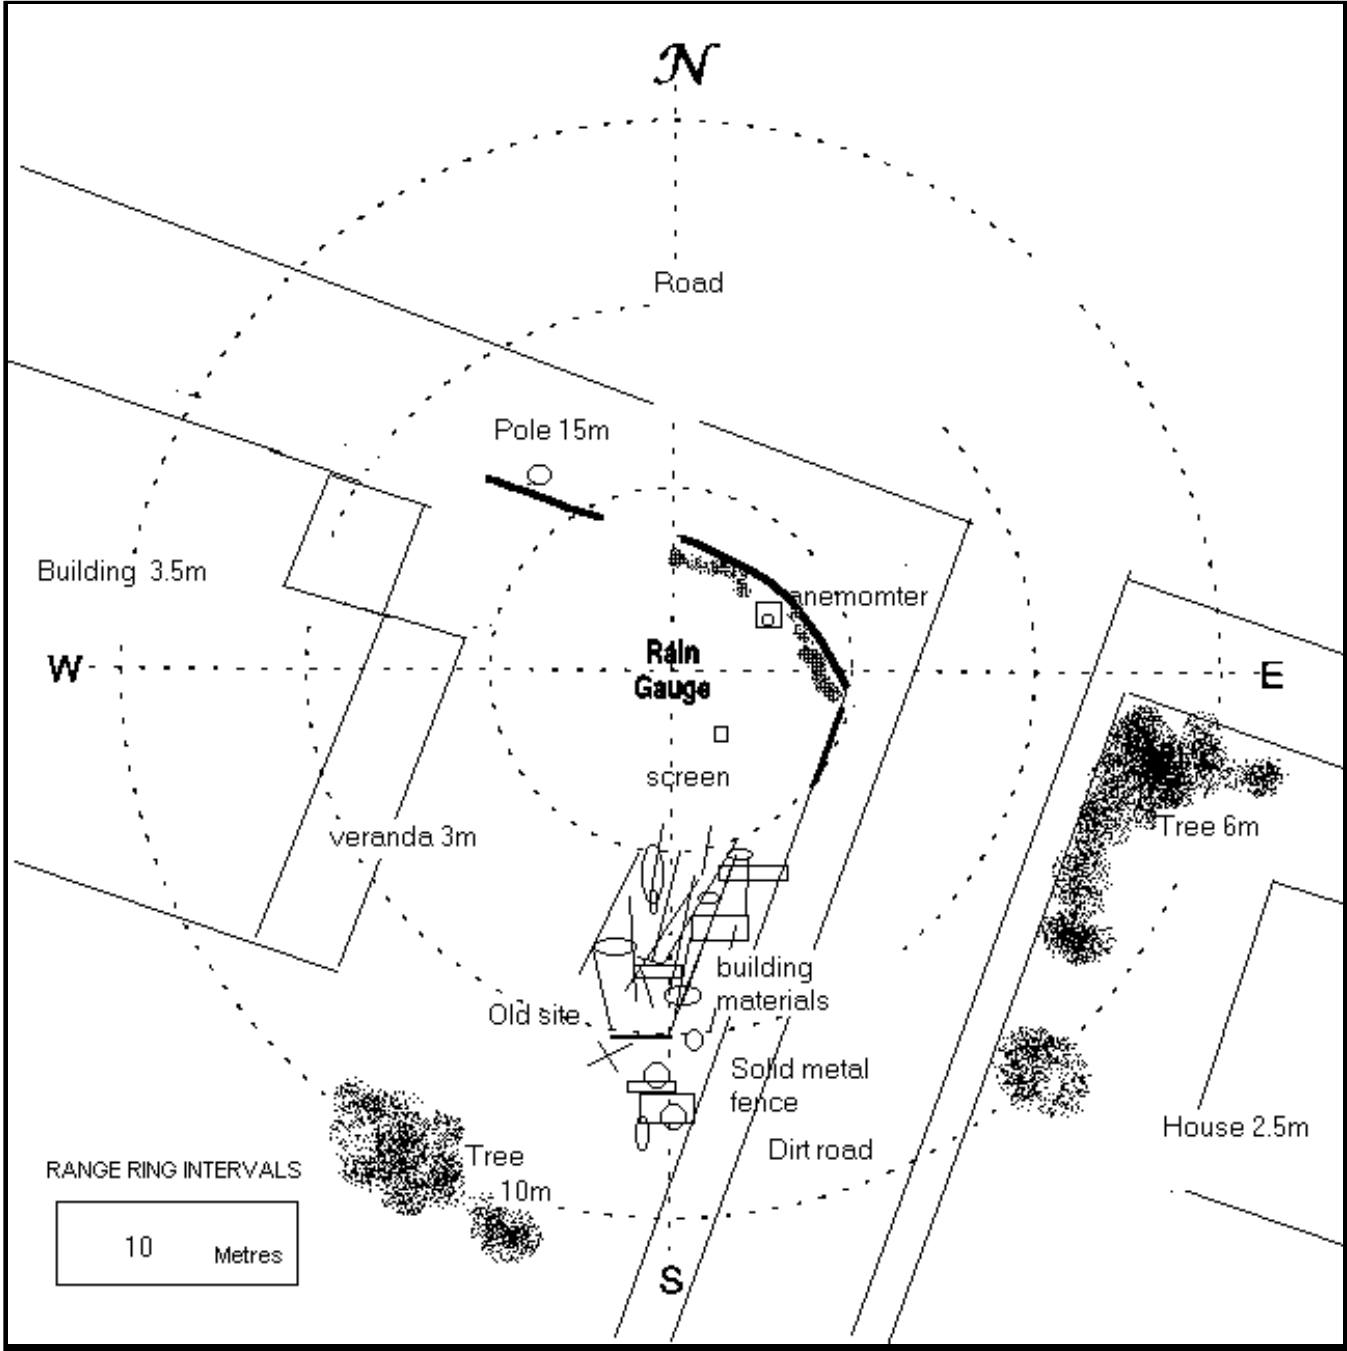 N
Road
Pole 15m
Building 3.5m
anemomter
W
Rain
Gauge
E
screen
veranda 3m
Tree 6m
building
materials
Old site
Solid metal
fence
House 2.5m
Dirt road
Tree
10m
RANGE RING INTERVALS
10 Metres
S